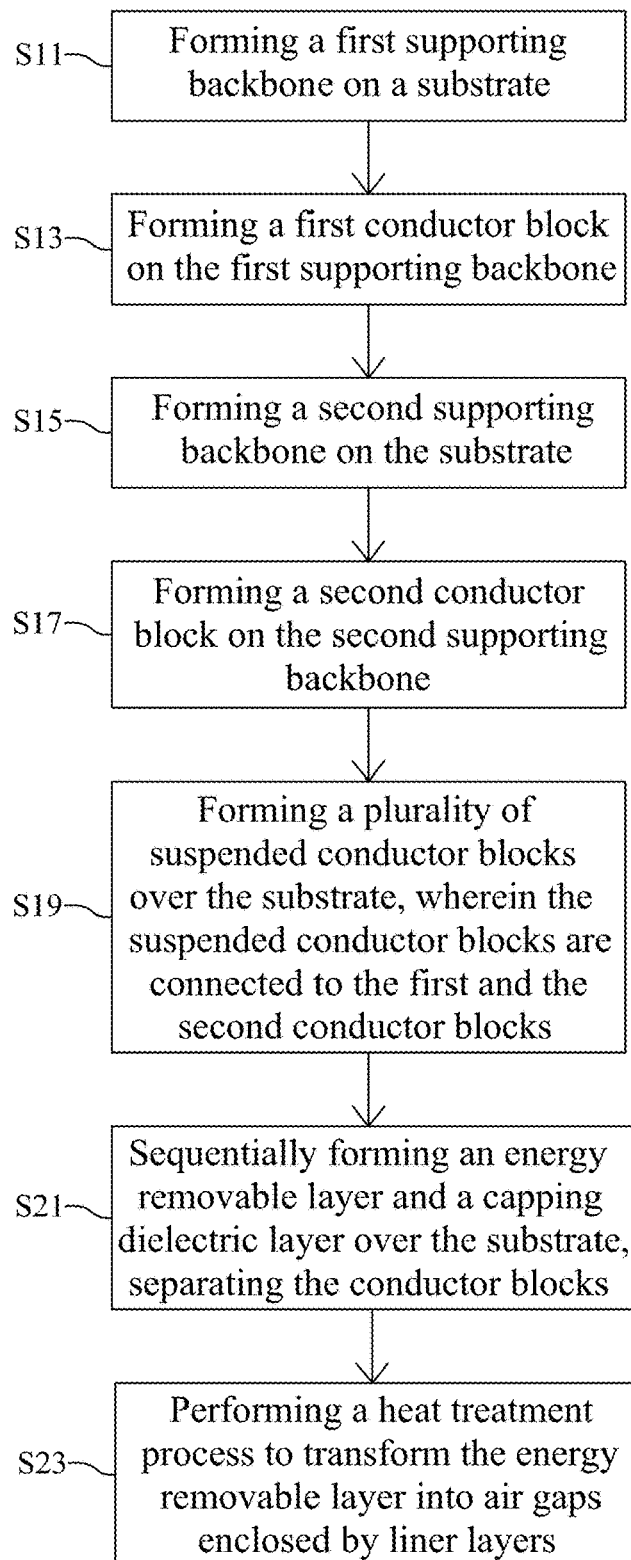 S11
Forming a first supporting
backbone on a substrate
S13
Forming a first conductor block
on the first supporting backbone
S15
Forming a second supporting
backbone on the substrate
S17
Forming a second conductor
block on the second supporting
backbone
S19
Forming a plurality of
suspended conductor blocks
over the substrate, wherein the
suspended conductor blocks are
connected to the first and the
second conductor blocks
S21
Sequentially forming an energy
removable layer and a capping
dielectric layer over the substrate,
separating the conductor blocks
S23
Performing a heat treatment
process to transform the energy
removable layer into air gaps
enclosed by liner layers